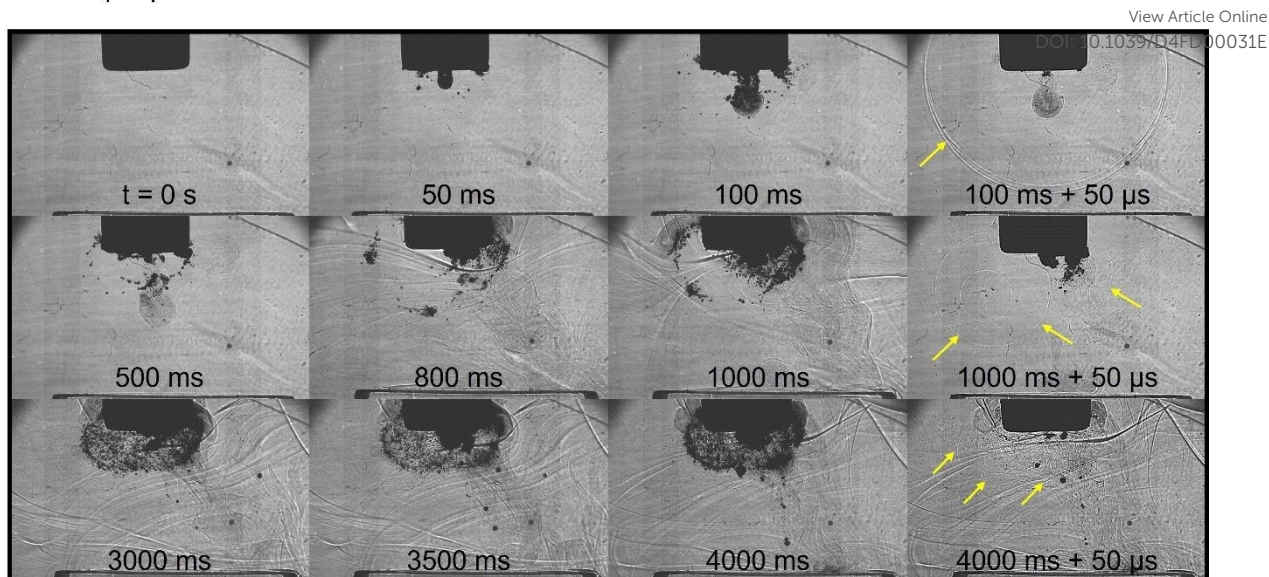 View Article Online
DOI: 10.1039/D4FD00031E
t = 0 s
50 ms
100 ms
100 ms + 50 µs
500 ms
800 ms
1000 ms
1000 ms + 50 µs
3000 ms
3500 ms
4000 ms
4000 ms + 50 µs